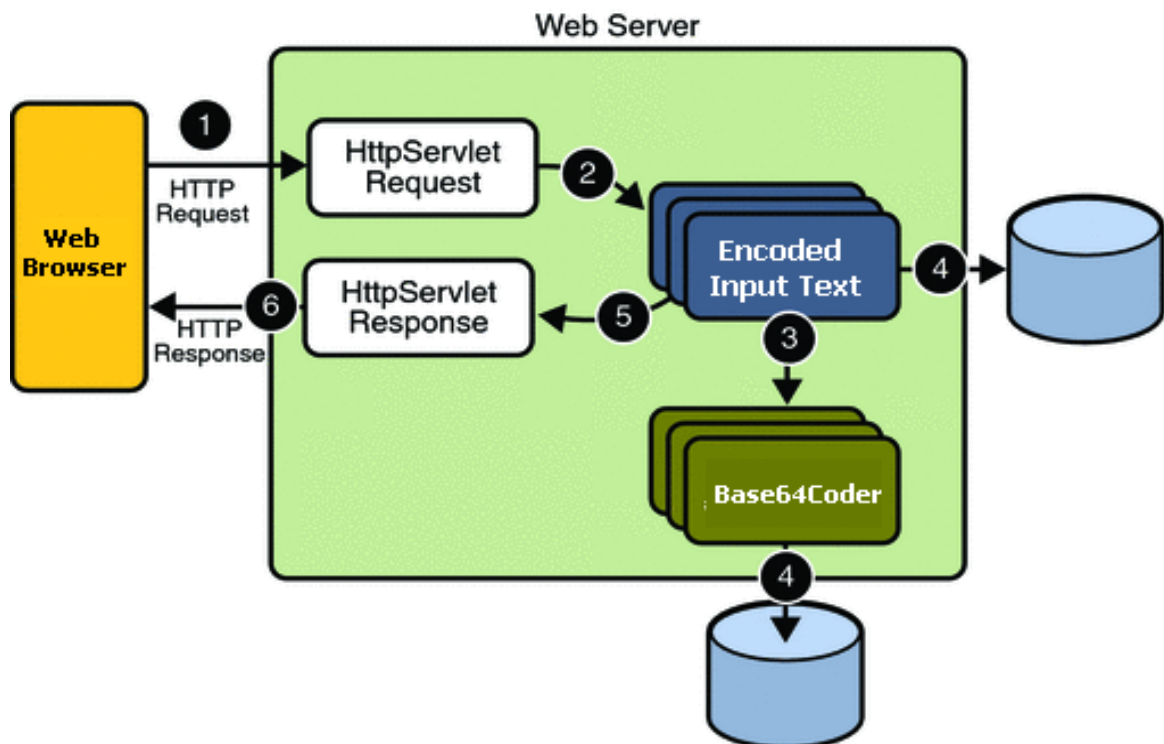 Web Server
1
HttpServlet
Request
2
HTTP
Request
Web
Browser
Encoded
Input Text
4
6
HttpServlet
Response
5
HTTP
Response
3
Base64Coder
4